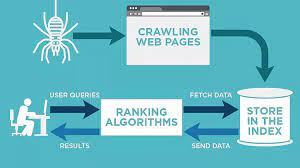 CRAWLING
WEB PAGES
USER QUERIES
FETCH DATA
RANKING
ALGORITHMS
STORE
IN THE
INDEX
RESULTS
SEND DATA